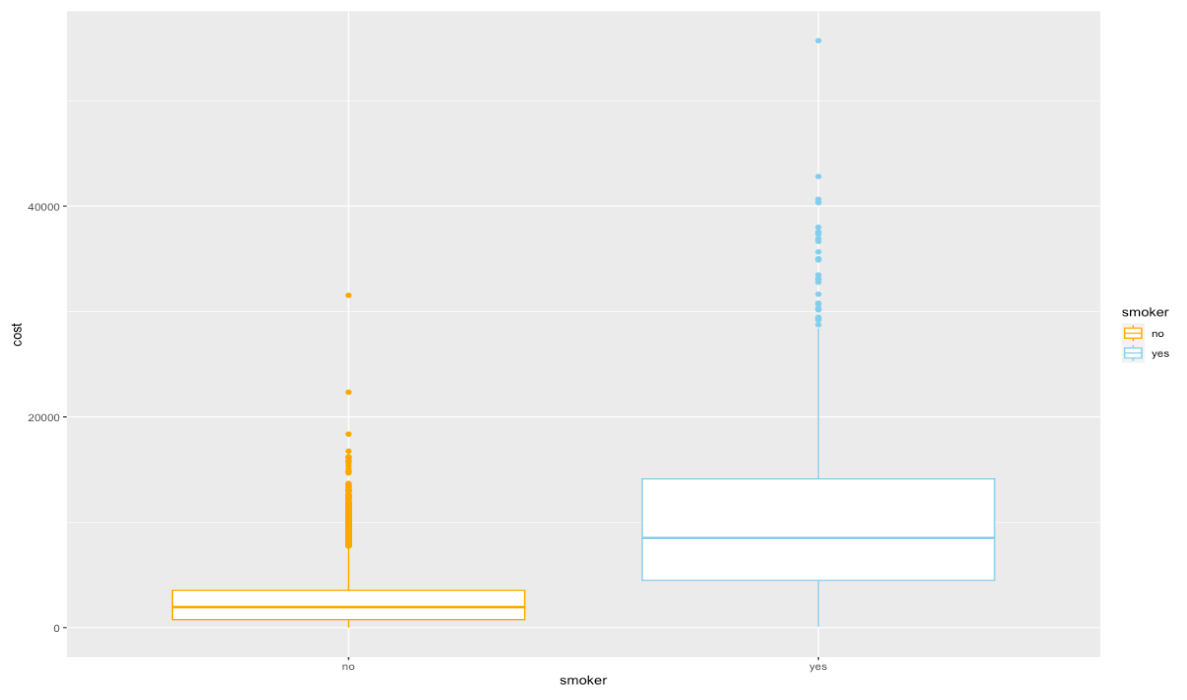 40000
20000
0
cost
no
yes
smoker
smoker
no
yes